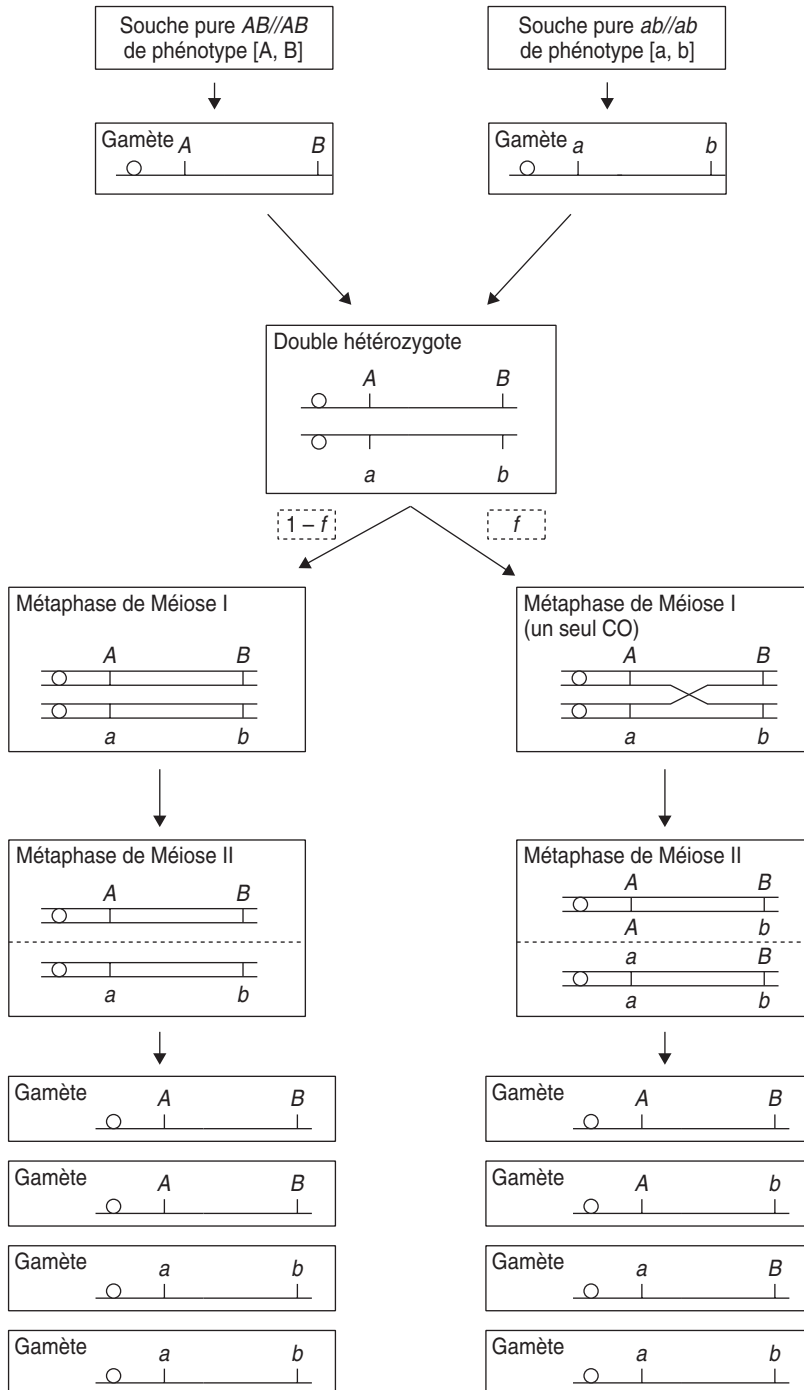 Souche pure AB//AB
de phénotype [A, B]
Souche pure ab//ab
de phénotype [a, b]
Gamète A B
Gamète a b
Double hétérozygote
A B
a b
1 – f
f
Métaphase de Méiose I
A B
a b
Métaphase de Méiose I
(un seul CO)
A B
a b
Métaphase de Méiose II
A B
a b
Métaphase de Méiose II
A B
A b
a B
a b
Gamète A B
Gamète A B
Gamète a b
Gamète a b
Gamète A B
Gamète A b
Gamète a B
Gamète a b